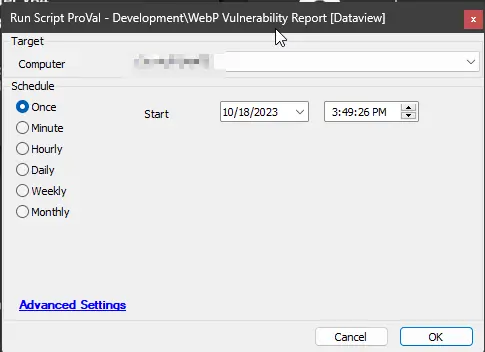 Run Script ProVal - Development\WebP Vulnerability Report [Dataview]
x
Target
Computer
Schedule
Once
Start
10/18/2023
3:49:26 PM
Minute
Hourly
Daily
Weekly
Monthly
Advanced Settings
Cancel
OK